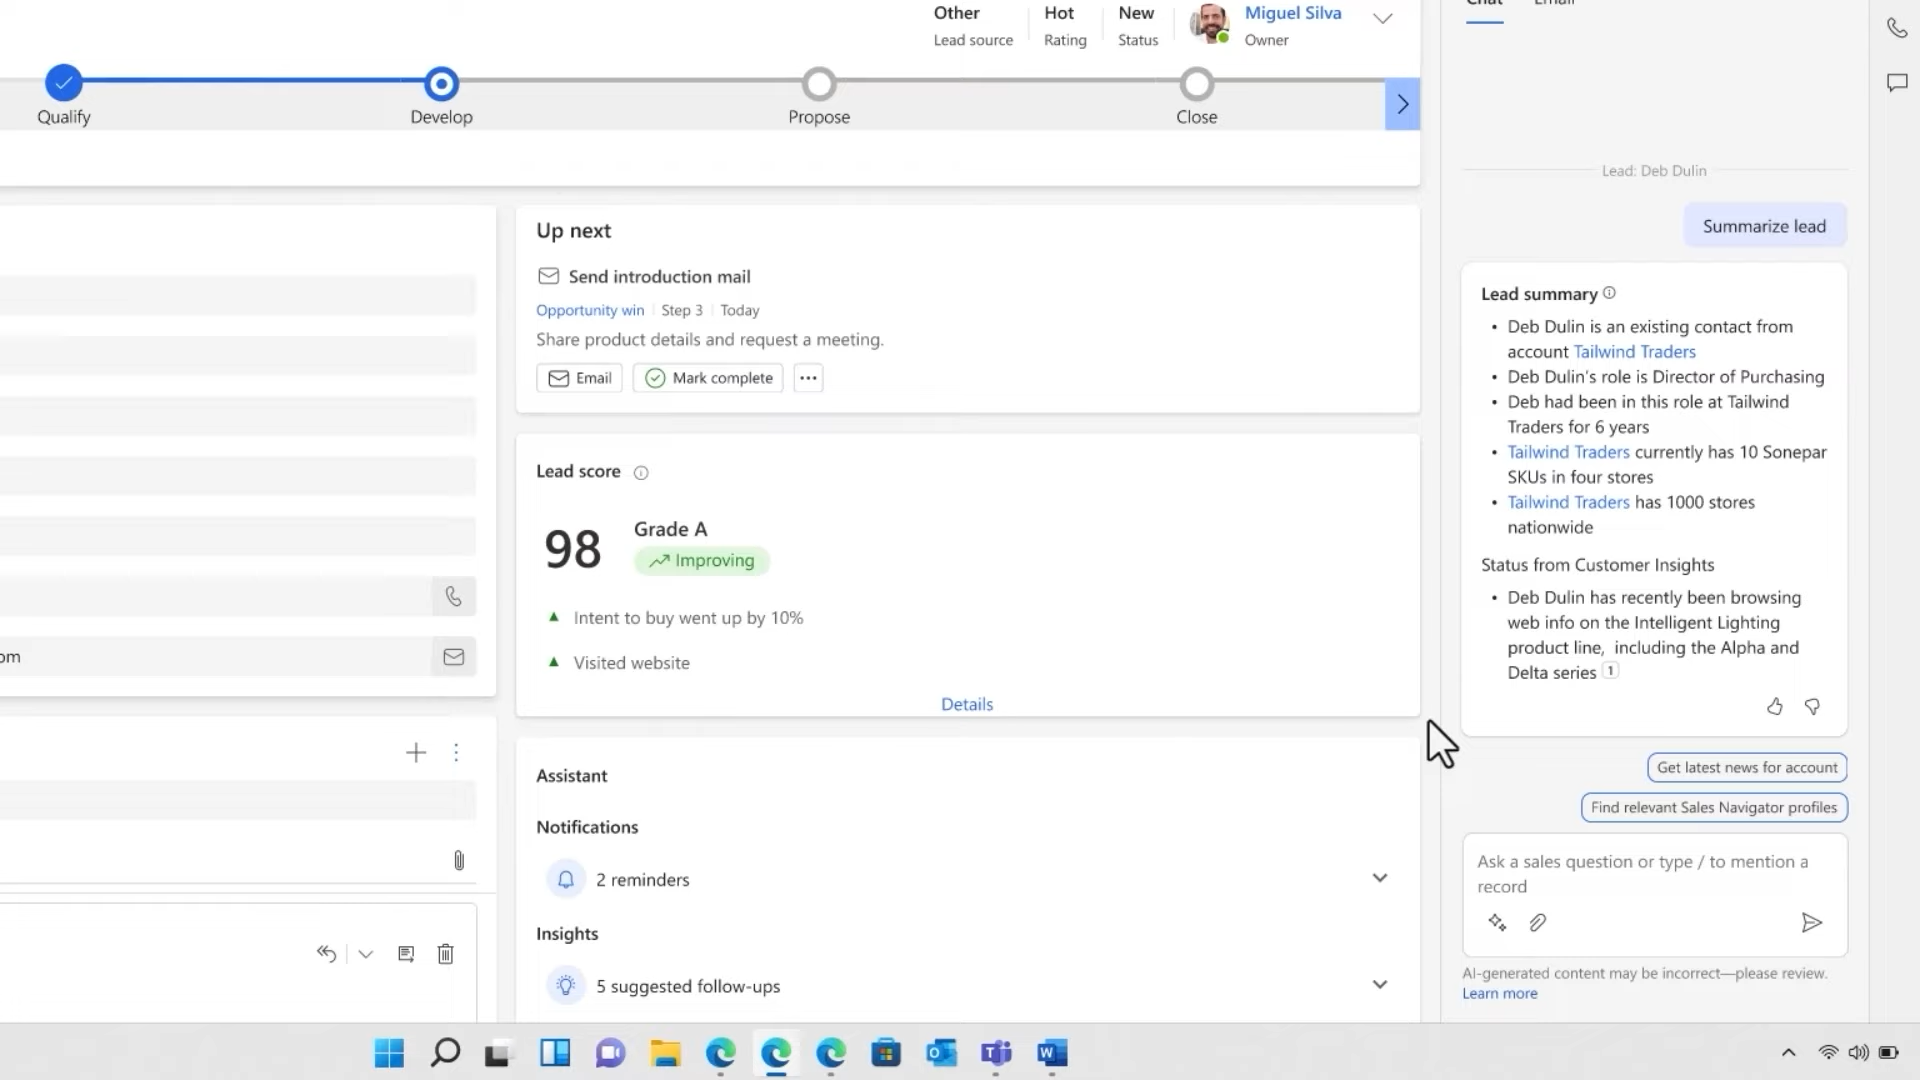 Other
Hot
New
Miguel Silva
Lead source
Rating
Status
Owner
Qualify
Develop
Propose
Close
Up next
Send introduction mail
Opportunity win
Step 3
Today
Share product details and request a meeting.
Email
Mark complete
Lead score
98
Grade A
Improving
Intent to buy went up by 10%
Visited website
Details
Assistant
Notifications
2 reminders
Insights
5 suggested follow-ups
om
Chat Email
Lead: Deb Dulin
Summarize lead
Lead summary
• Deb Dulin is an existing contact from
account Tailwind Traders
• Deb Dulin's role is Director of Purchasing
• Deb had been in this role at Tailwind
Traders for 6 years
• Tailwind Traders currently has 10 Sonepar
SKUs in four stores
• Tailwind Traders has 1000 stores
nationwide
Status from Customer Insights
• Deb Dulin has recently been browsing
web info on the Intelligent Lighting
product line, including the Alpha and
Delta series 1
Get latest news for account
Find relevant Sales Navigator profiles
Ask a sales question or type / to mention a
record
AI-generated content may be incorrect—please review.
Learn more